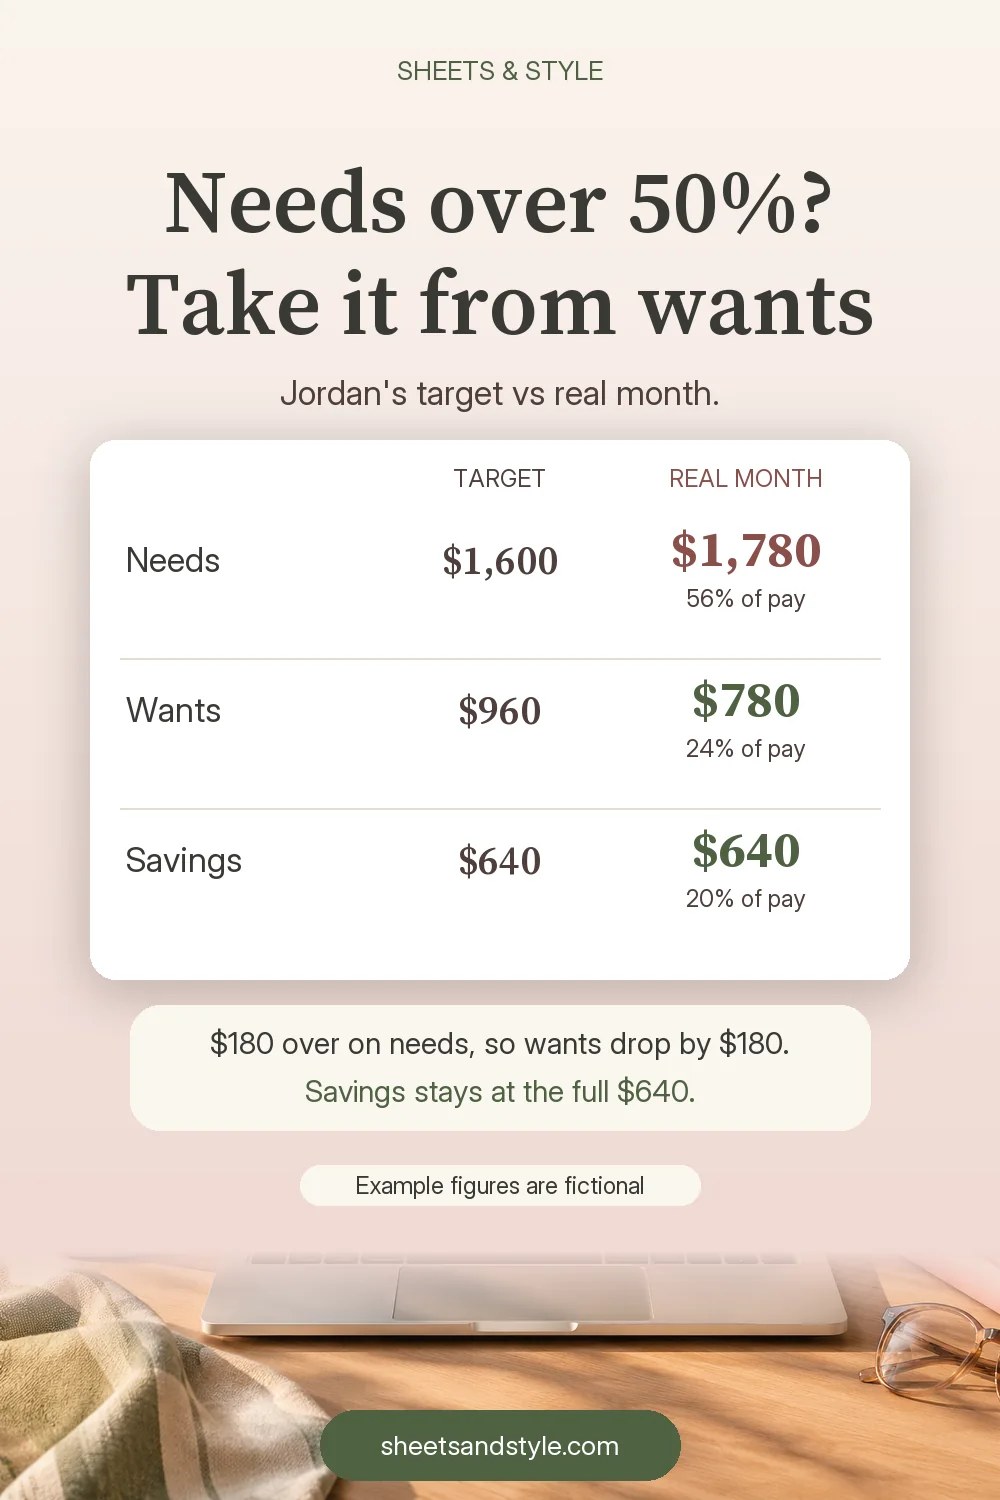 SHEETS & STYLE
Needs over 50%?
Take it from wants
Jordan's target vs real month.
TARGET REAL MONTH
Needs $1,600 $1,780
56% of pay
Wants $960 $780
24% of pay
Savings $640 $640
20% of pay
$180 over on needs, so wants drop by $180.
Savings stays at the full $640.
Example figures are fictional
sheetsandstyle.com